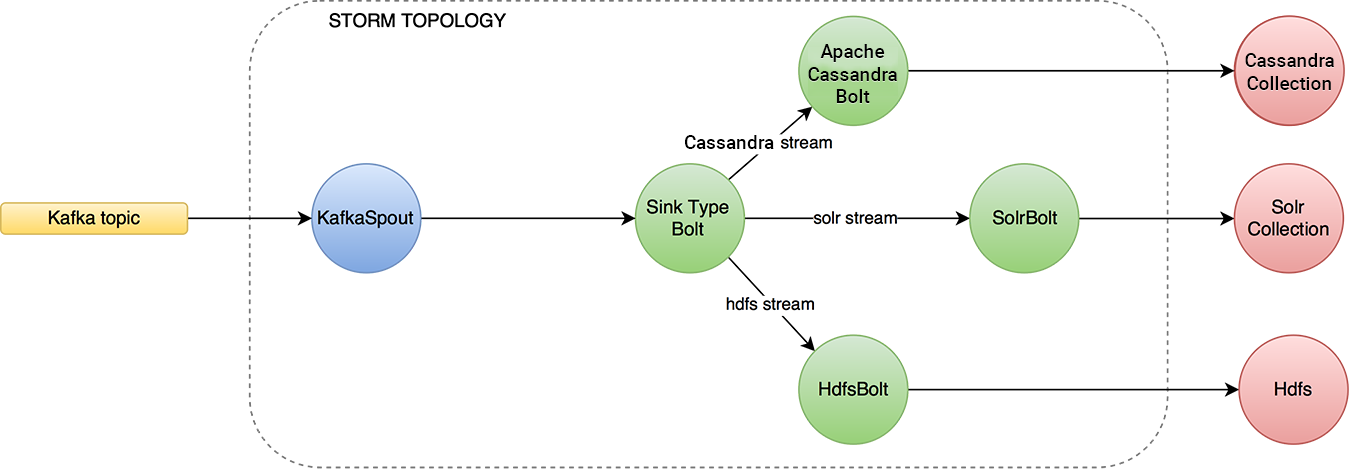 STORM TOPOLOGY
Apache
Cassandra
Bolt
Cassandra
Collection
Cassandra stream
Kafka topic
KafkaSpout
Sink Type
Bolt
solr stream
SolrBolt
Solr
Collection
hdfs stream
HdfsBolt
Hdfs